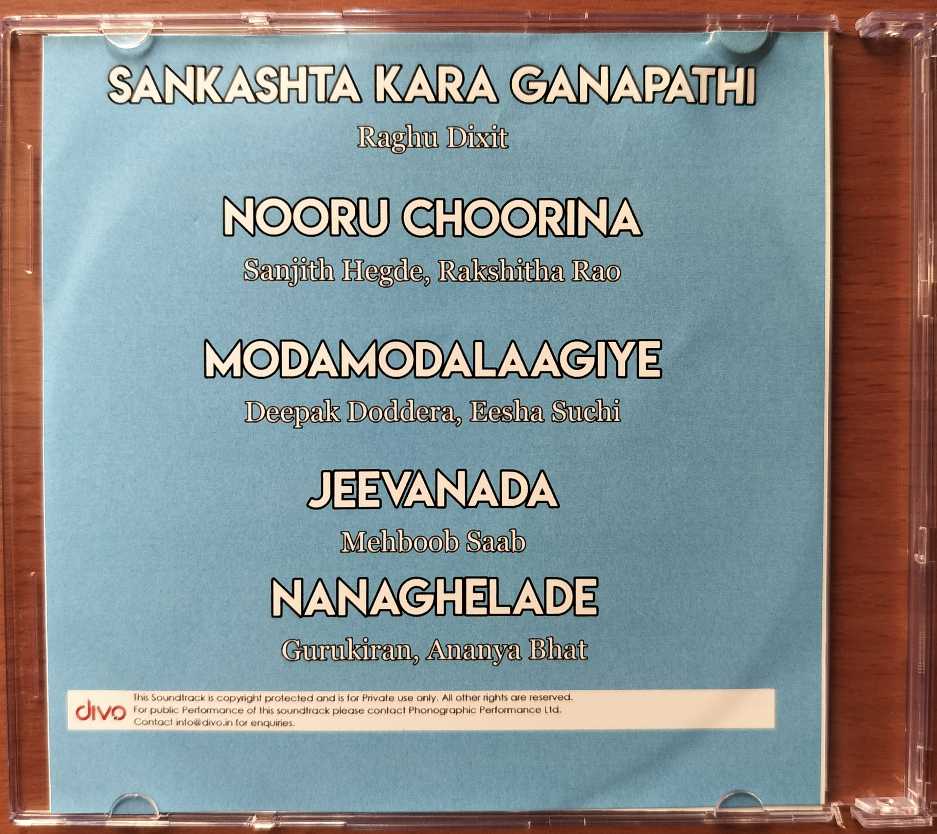 SANKASHTA KARA GANAPATHI
Raghu Dixit
NOORU CHOORINA
Sanjith Hegde, Rakshitha Rao
MODAMODALAAGIYE
Deepak Doddera, Eesha Suchi
JEEVANADA
Mehboob Saab
NANAGHELADE
Gurukiran, Ananya Bhat
divo
This Soundtrack is copyright protected and is for Private use only. All other rights are reserved.
For public Performance of this soundtrack please contact Phonographic Performance Ltd.
Contact info@divo.in for enquiries.